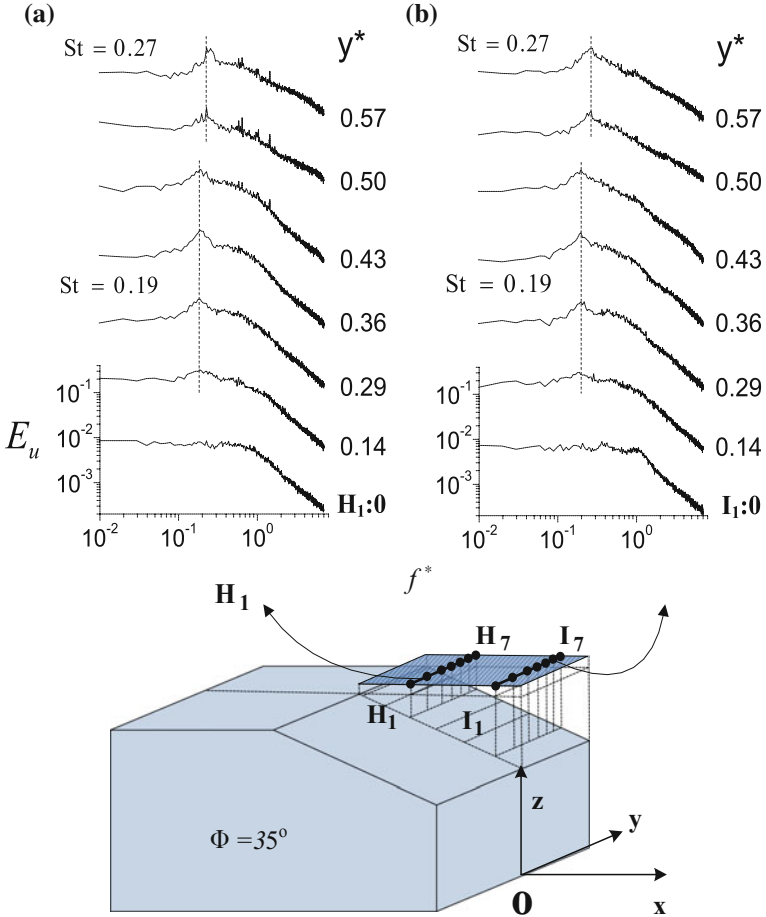 (a)
St = 0.27
y*
0.57
0.50
0.43
0.36
St = 0.19
0.29
0.14
H₁:0
10⁻¹
10⁻²
10⁻³
Eᵤ
10⁻²
10⁻¹
10⁰
(b)
St = 0.27
y*
0.57
0.50
0.43
0.36
St = 0.19
0.29
0.14
I₁:0
10⁻¹
10⁻²
10⁻³
10⁻²
10⁻¹
10⁰
f*
H₁
H₇
I₇
H₁
I₁
z
y
Φ =35°
O
x